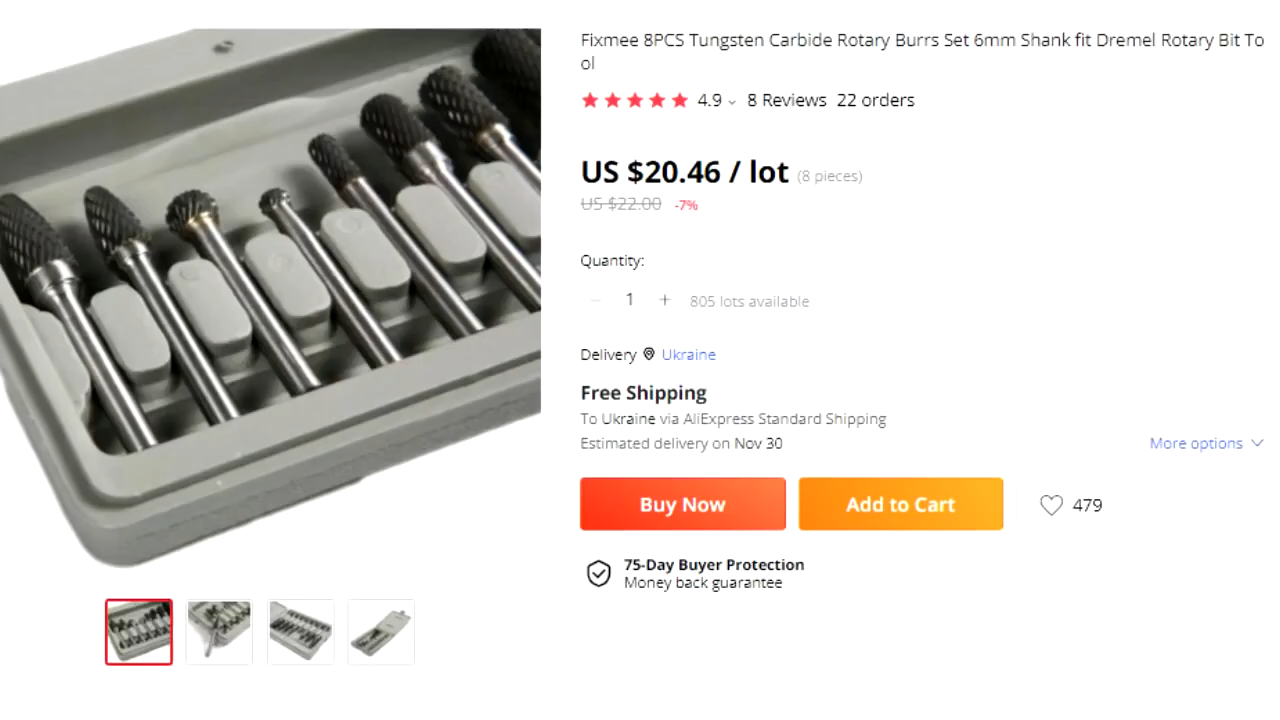 Fixmee 8PCS Tungsten Carbide Rotary Burrs Set 6mm Shank fit Dremel Rotary Bit To
ol
4.9 8 Reviews 22 orders
US $20.46 / lot (8 pieces)
US $22.00 -7%
Quantity:
− 1 + 805 lots available
Delivery Ukraine
Free Shipping
To Ukraine via AliExpress Standard Shipping
Estimated delivery on Nov 30 More options
Buy Now Add to Cart 479
75-Day Buyer Protection
Money back guarantee